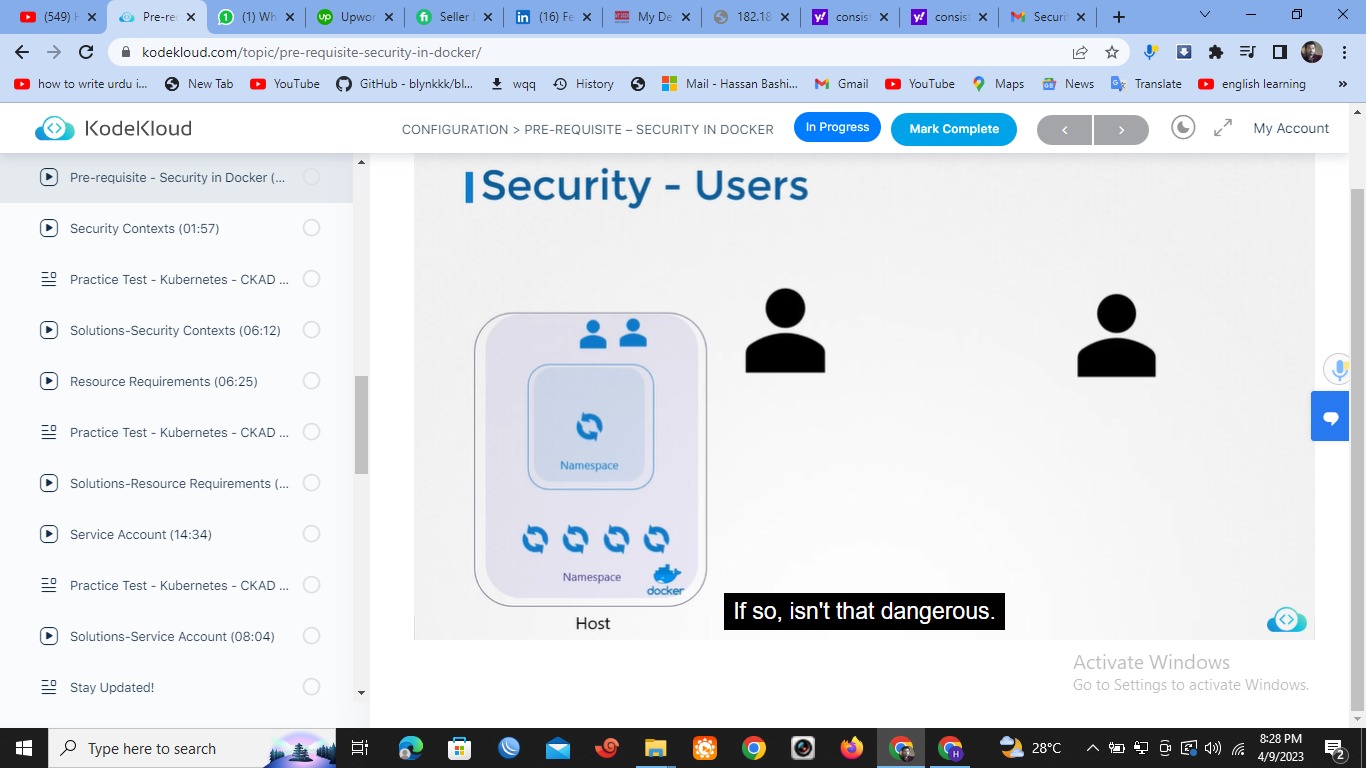 (549) H
Pre-re
(1) Wh
Upwor
Seller
(16) Fe
My De
182.18
consist
consist
Securit
kodekloud.com/topic/pre-requisite-security-in-docker/
how to write urdu i...
New Tab
YouTube
GitHub - blynkkk/bl...
wqq
History
Mail - Hassan Bashi...
Gmail
YouTube
Maps
News
Translate
english learning
»
KodeKloud
CONFIGURATION > PRE-REQUISITE – SECURITY IN DOCKER
In Progress
Mark Complete
<
>
My Account
Pre-requisite - Security in Docker (...
Security Contexts (01:57)
Practice Test - Kubernetes - CKAD ...
Solutions-Security Contexts (06:12)
Resource Requirements (06:25)
Practice Test - Kubernetes - CKAD ...
Solutions-Resource Requirements (...
Service Account (14:34)
Practice Test - Kubernetes - CKAD ...
Solutions-Service Account (08:04)
Stay Updated!
Security - Users
Namespace
Namespace
docker
Host
If so, isn't that dangerous.
Activate Windows
Go to Settings to activate Windows.
Type here to search
28°C
8:28 PM
4/9/2023
2